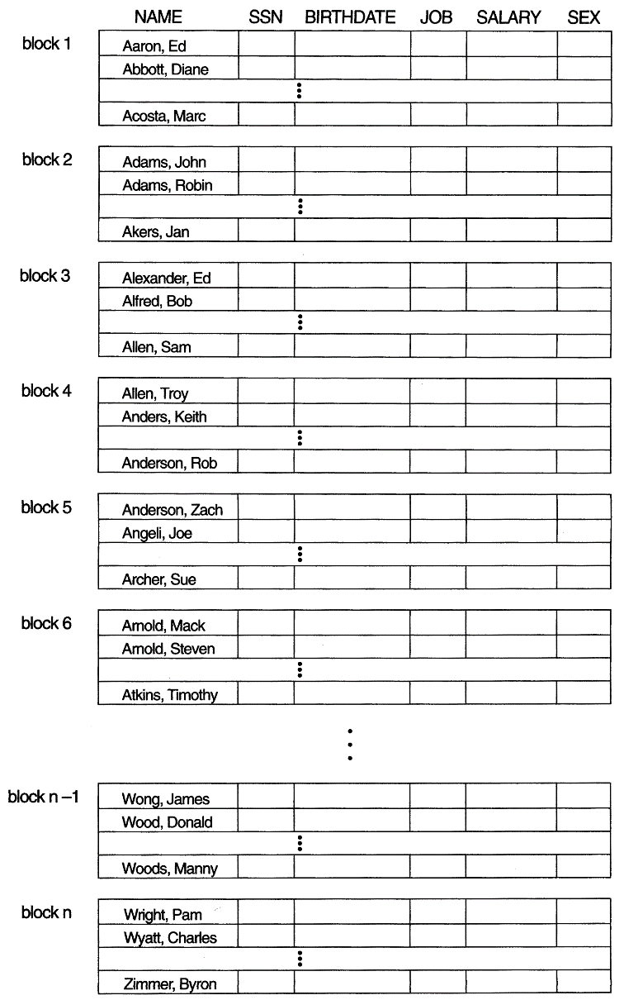 NAME SSN BIRTHDATE JOB SALARY SEX
block 1 Aaron, Ed
Abbott, Diane
Acosta, Marc
block 2 Adams, John
Adams, Robin
Akers, Jan
block 3 Alexander, Ed
Alfred, Bob
Allen, Sam
block 4 Allen, Troy
Anders, Keith
Anderson, Rob
block 5 Anderson, Zach
Angeli, Joe
Archer, Sue
block 6 Arnold, Mack
Arnold, Steven
Atkins, Timothy
block n –1 Wong, James
Wood, Donald
Woods, Manny
block n Wright, Pam
Wyatt, Charles
Zimmer, Byron